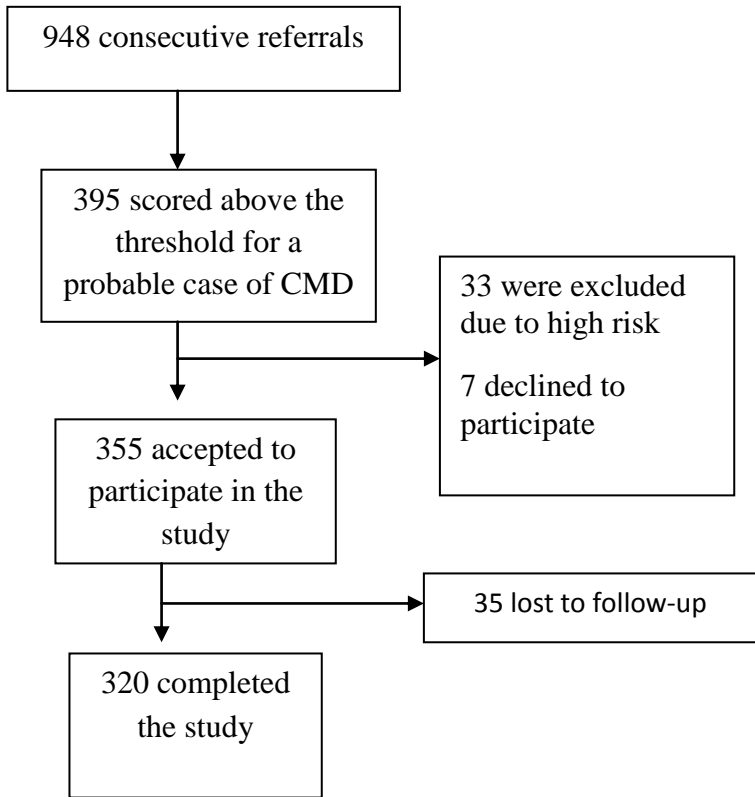 948 consecutive referrals
395 scored above the
threshold for a
probable case of CMD
33 were excluded
due to high risk
7 declined to
participate
355 accepted to
participate in the
study
35 lost to follow-up
320 completed
the study